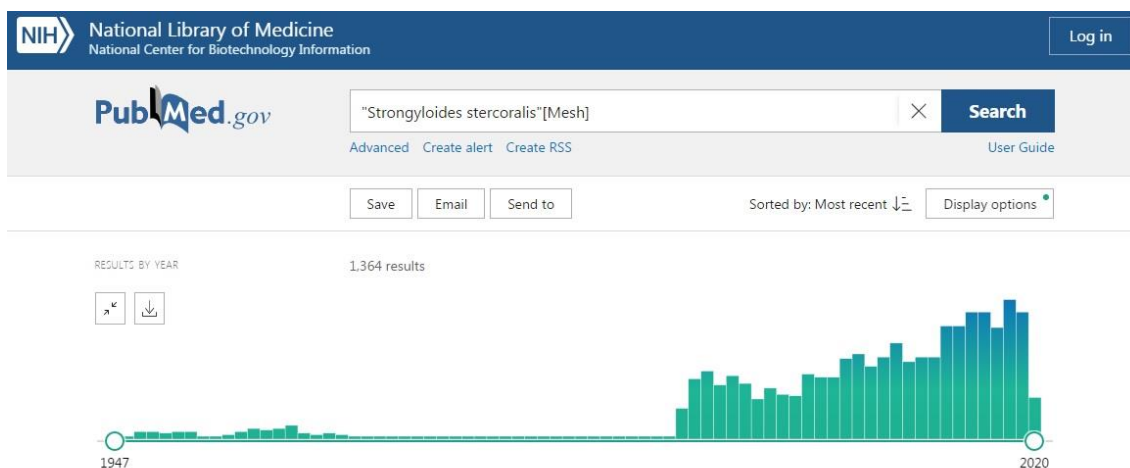 NIH
National Library of Medicine
National Center for Biotechnology Information
Log in
PubMed.gov
"Strongyloides stercoralis"[Mesh]
Search
Advanced Create alert Create RSS
User Guide
Save Email Send to
Sorted by: Most recent
Display options
RESULTS BY YEAR
1,364 results
1947
2020